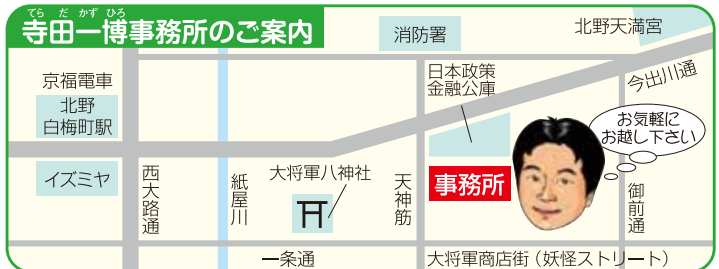 てら だ かず ひろ
寺田一博事務所のご案内
消防署
北野天満宮
京福電車
北野
白梅町駅
日本政策
金融公庫
今出川通
お気軽に
お越し下さい
イズミヤ
西大路通
紙屋川
大将軍八神社
天神筋
事務所
御前通
一条通
大将軍商店街（妖怪ストリート）